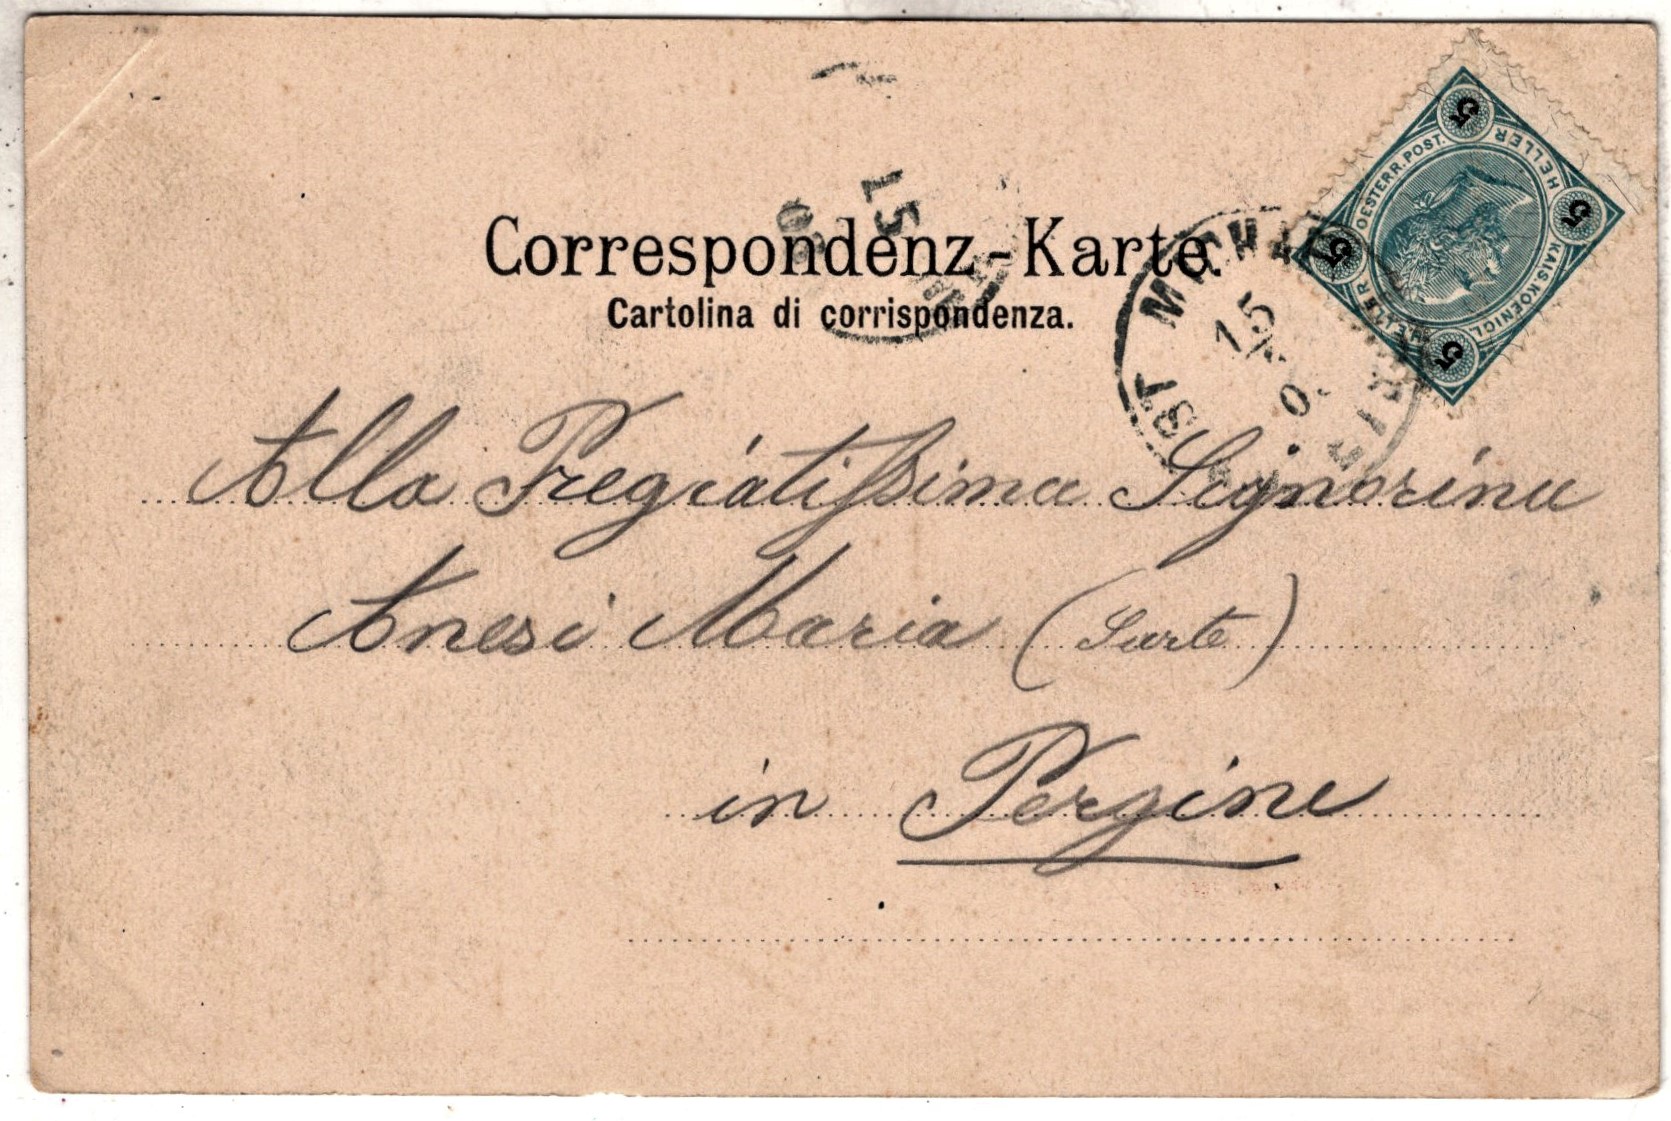 Correspondenz-Karte.
Cartolina di corrispondenza.
Alla Pregiatissima Signorina
Anesi Maria (Sarte)
in Pergine
ST MICHAEL
15
15
5
5
5
5
OESTERR. POST.
HELLER
KAIS. KOENIGL
HELLER